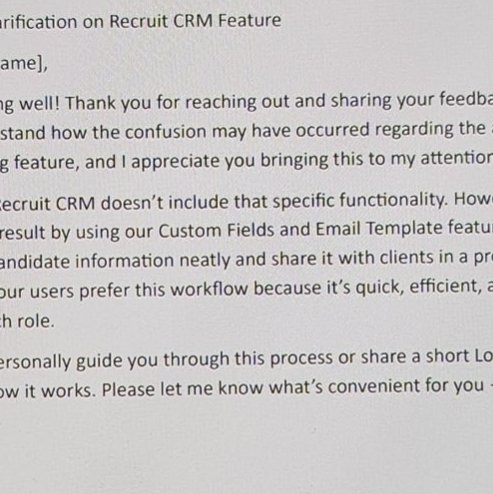 arification on Recruit CRM Feature
ame],
ng well! Thank you for reaching out and sharing your feedba
stand how the confusion may have occurred regarding the
g feature, and I appreciate you bringing this to my attention
Recruit CRM doesn't include that specific functionality. Howe
result by using our Custom Fields and Email Template featu
andidate information neatly and share it with clients in a pr
our users prefer this workflow because it's quick, efficient, a
ch role.
ersonally guide you through this process or share a short Lo
ow it works. Please let me know what's convenient for you -